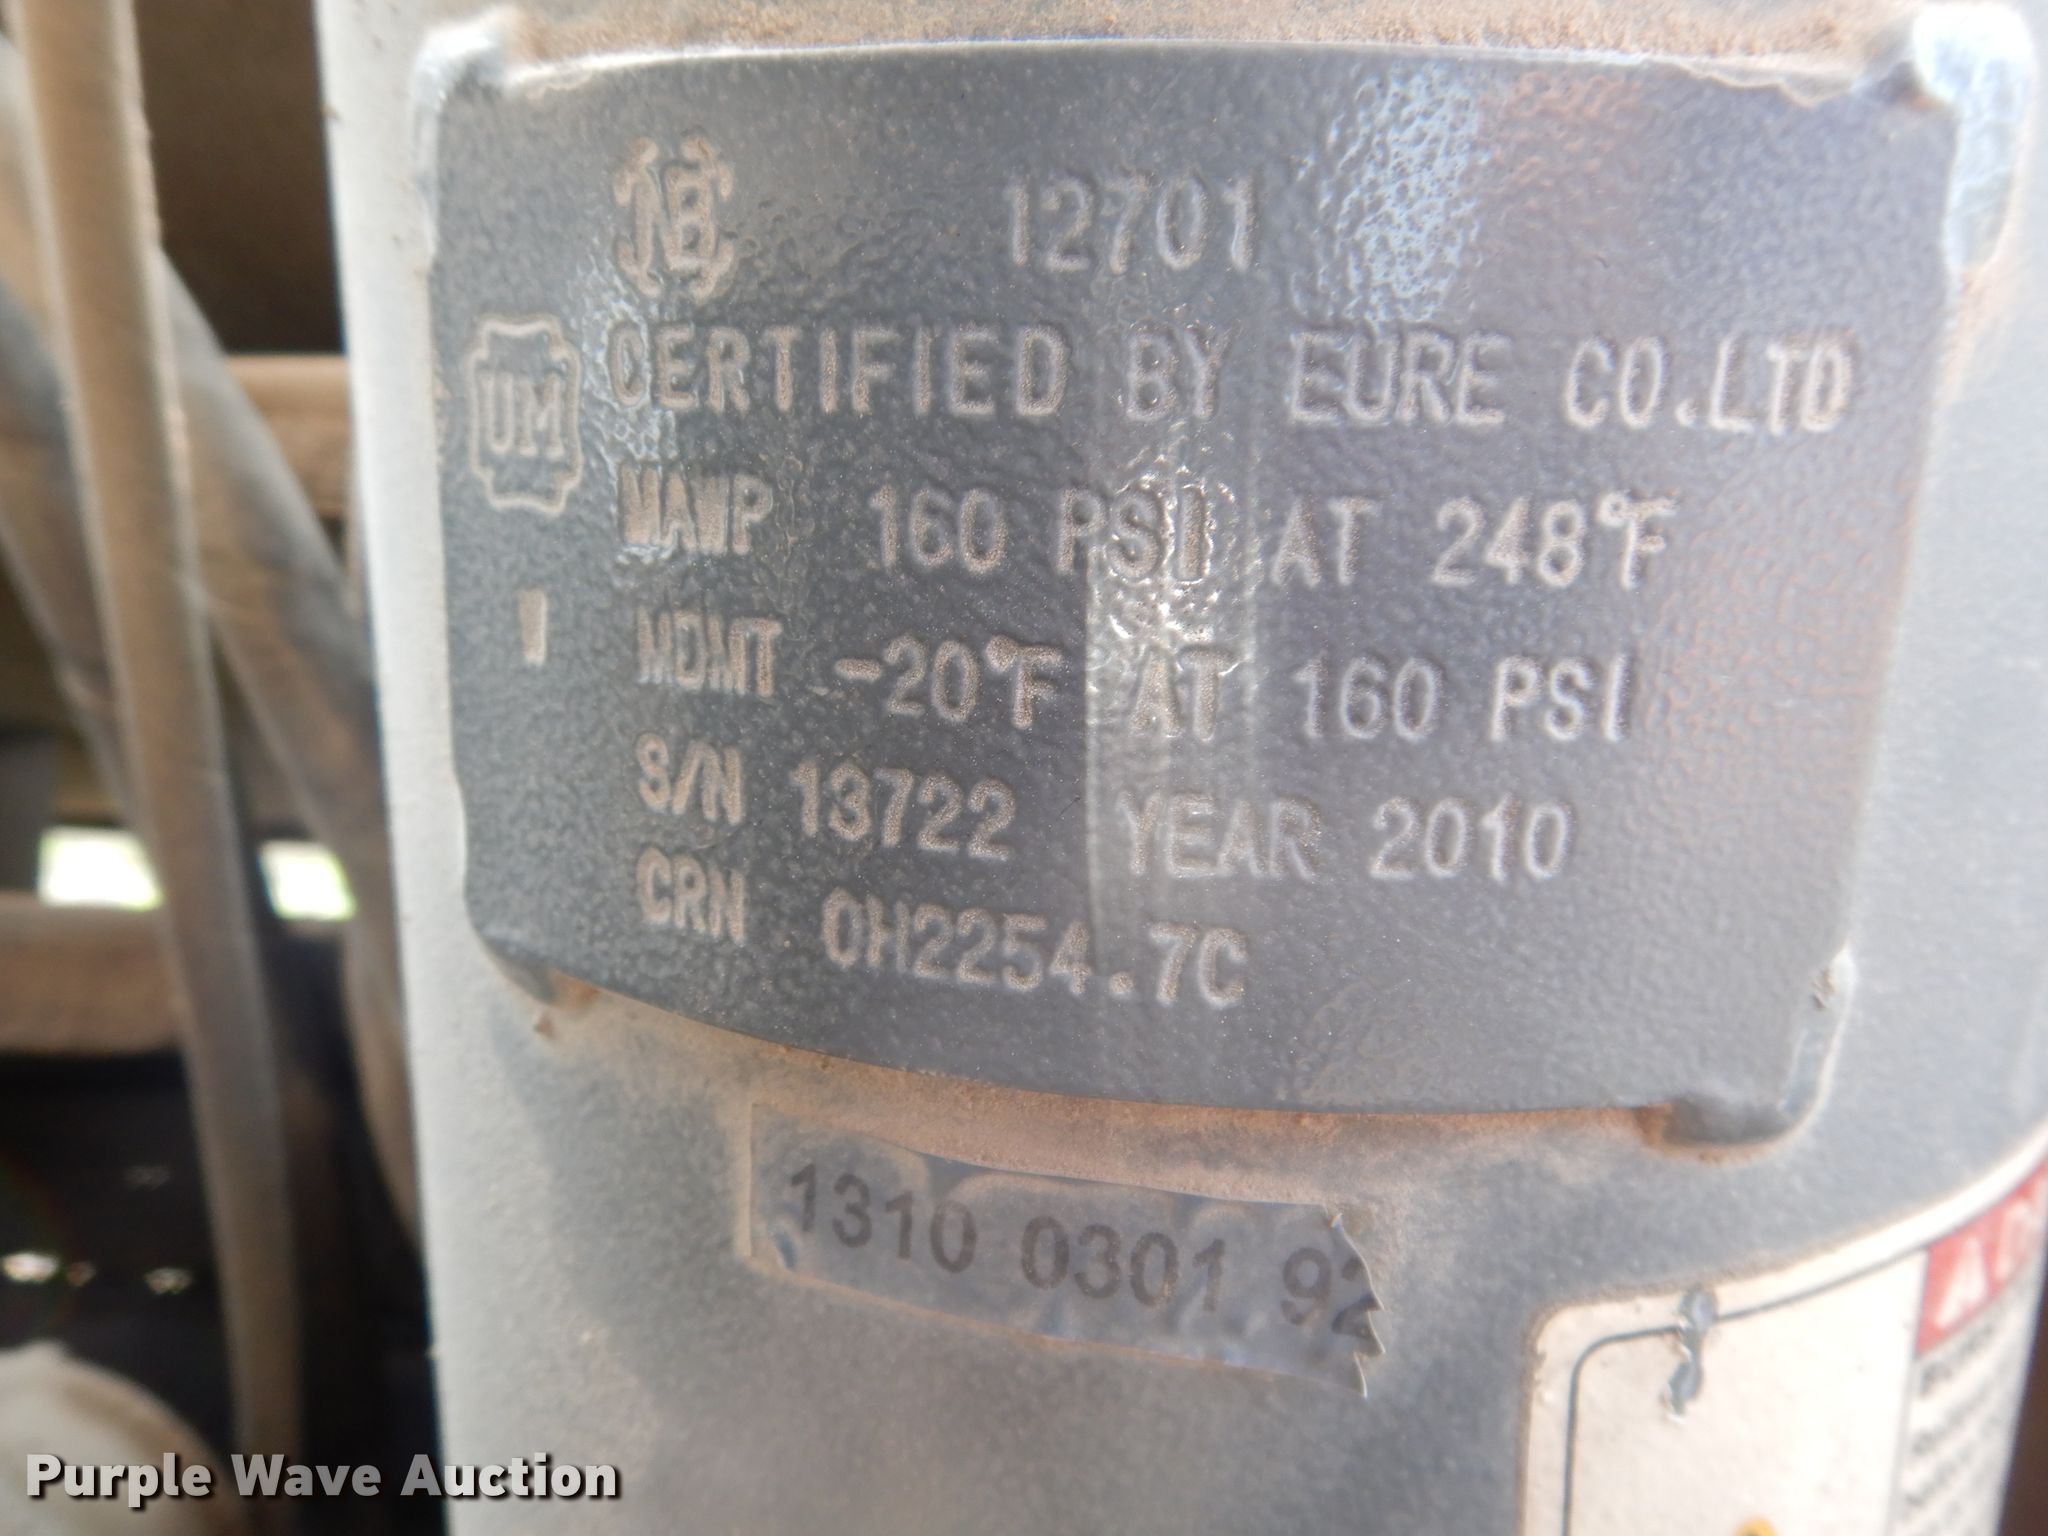 NB 12701
UM
CERTIFIED BY EURE CO.LTD
MAWP 160 PSI AT 248°F
W
MDMT -20°F AT 160 PSI
S/N 13722 YEAR 2010
CRN 0H2254.7C
1310 0301 92
Purple Wave Auction